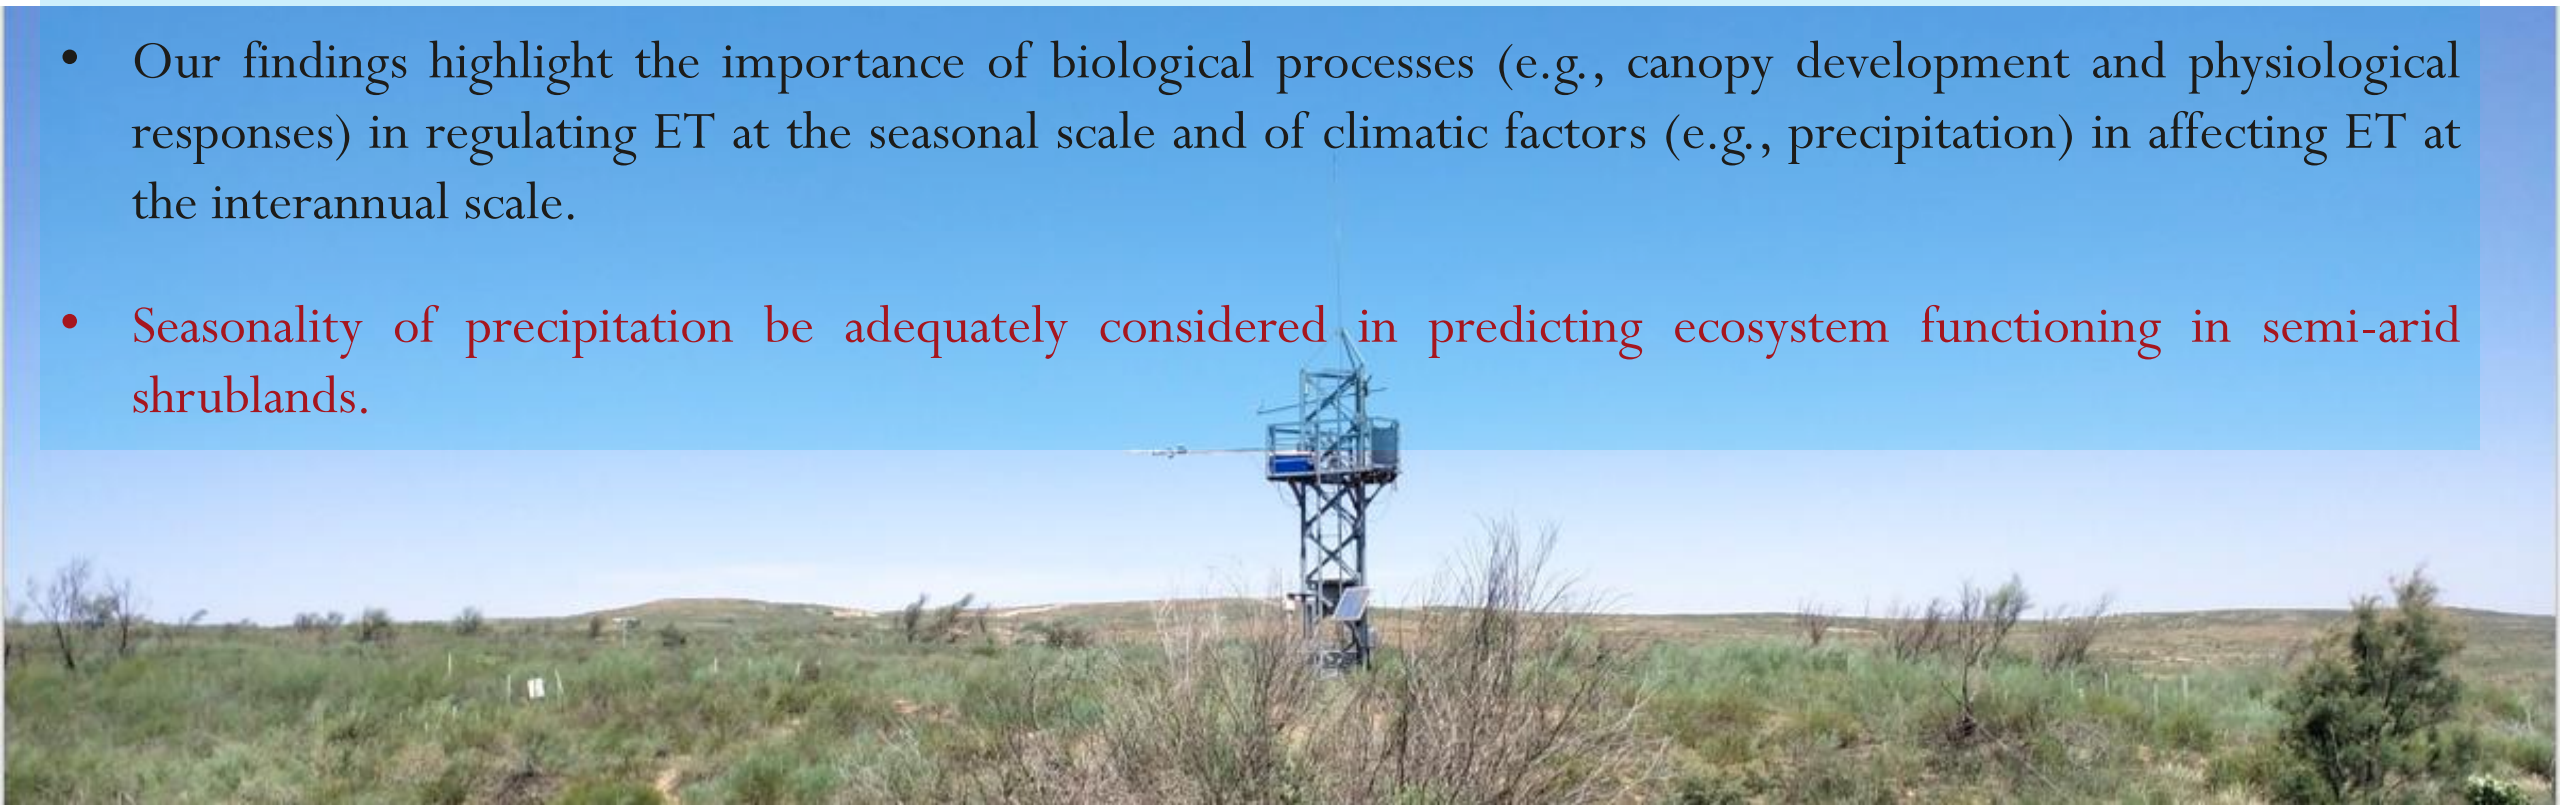 • Our findings highlight the importance of biological processes (e.g., canopy development and physiological
responses) in regulating ET at the seasonal scale and of climatic factors (e.g., precipitation) in affecting ET at
the interannual scale.
• Seasonality of precipitation be adequately considered in predicting ecosystem functioning in semi-arid
shrublands.